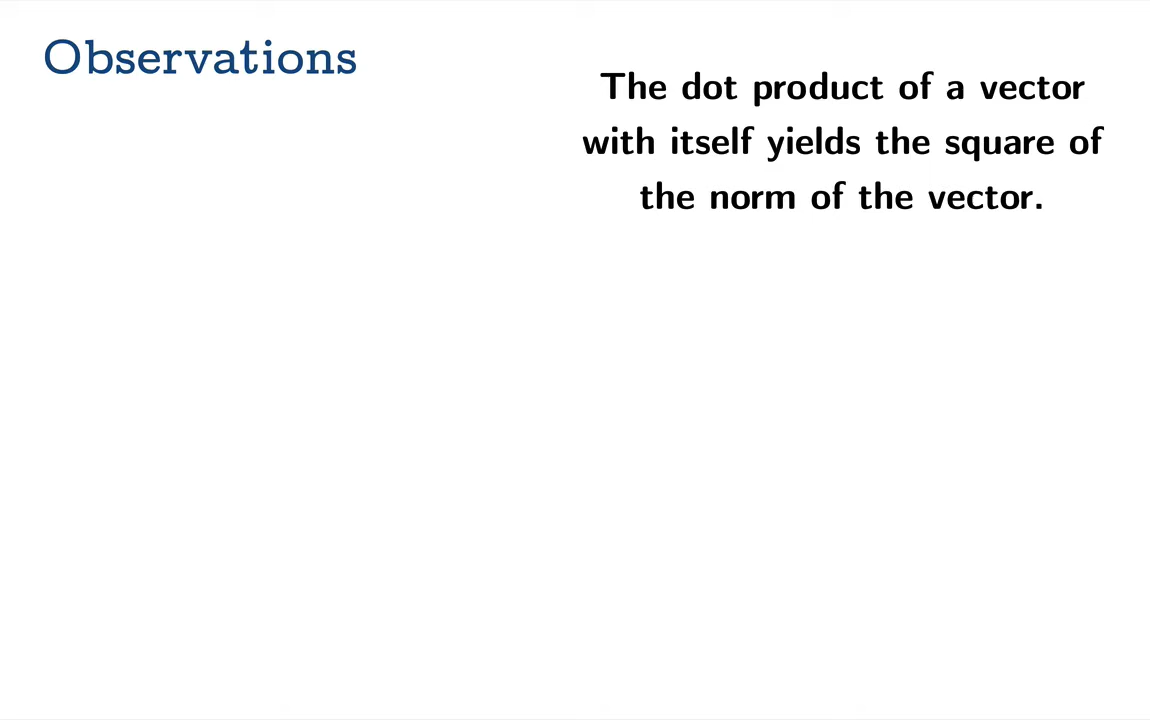 Observations
The dot product of a vector
with itself yields the square of
the norm of the vector.